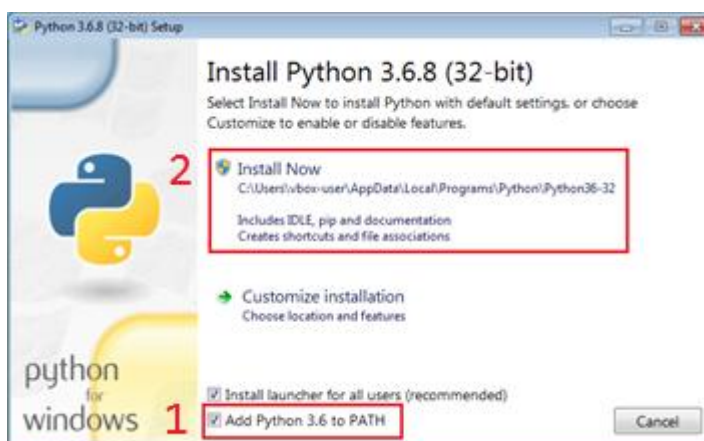 Python 3.6.8 (32-bit) Setup
Install Python 3.6.8 (32-bit)
Select Install Now to install Python with default settings, or choose
Customize to enable or disable features.
2
Install Now
C:\Users\vbox-user\AppData\Local\Programs\Python\Python36-32
Includes IDLE, pip and documentation
Creates shortcuts and file associations
Customize installation
Choose location and features
python
for
windows
Install launcher for all users (recommended)
1
Add Python 3.6 to PATH
Cancel